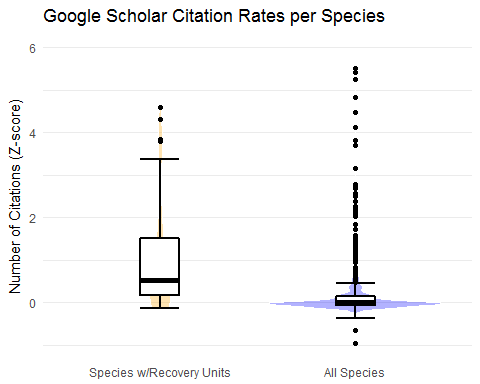 Google Scholar Citation Rates per Species
6
4
2
0
Number of Citations (Z-score)
Species w/Recovery Units
All Species